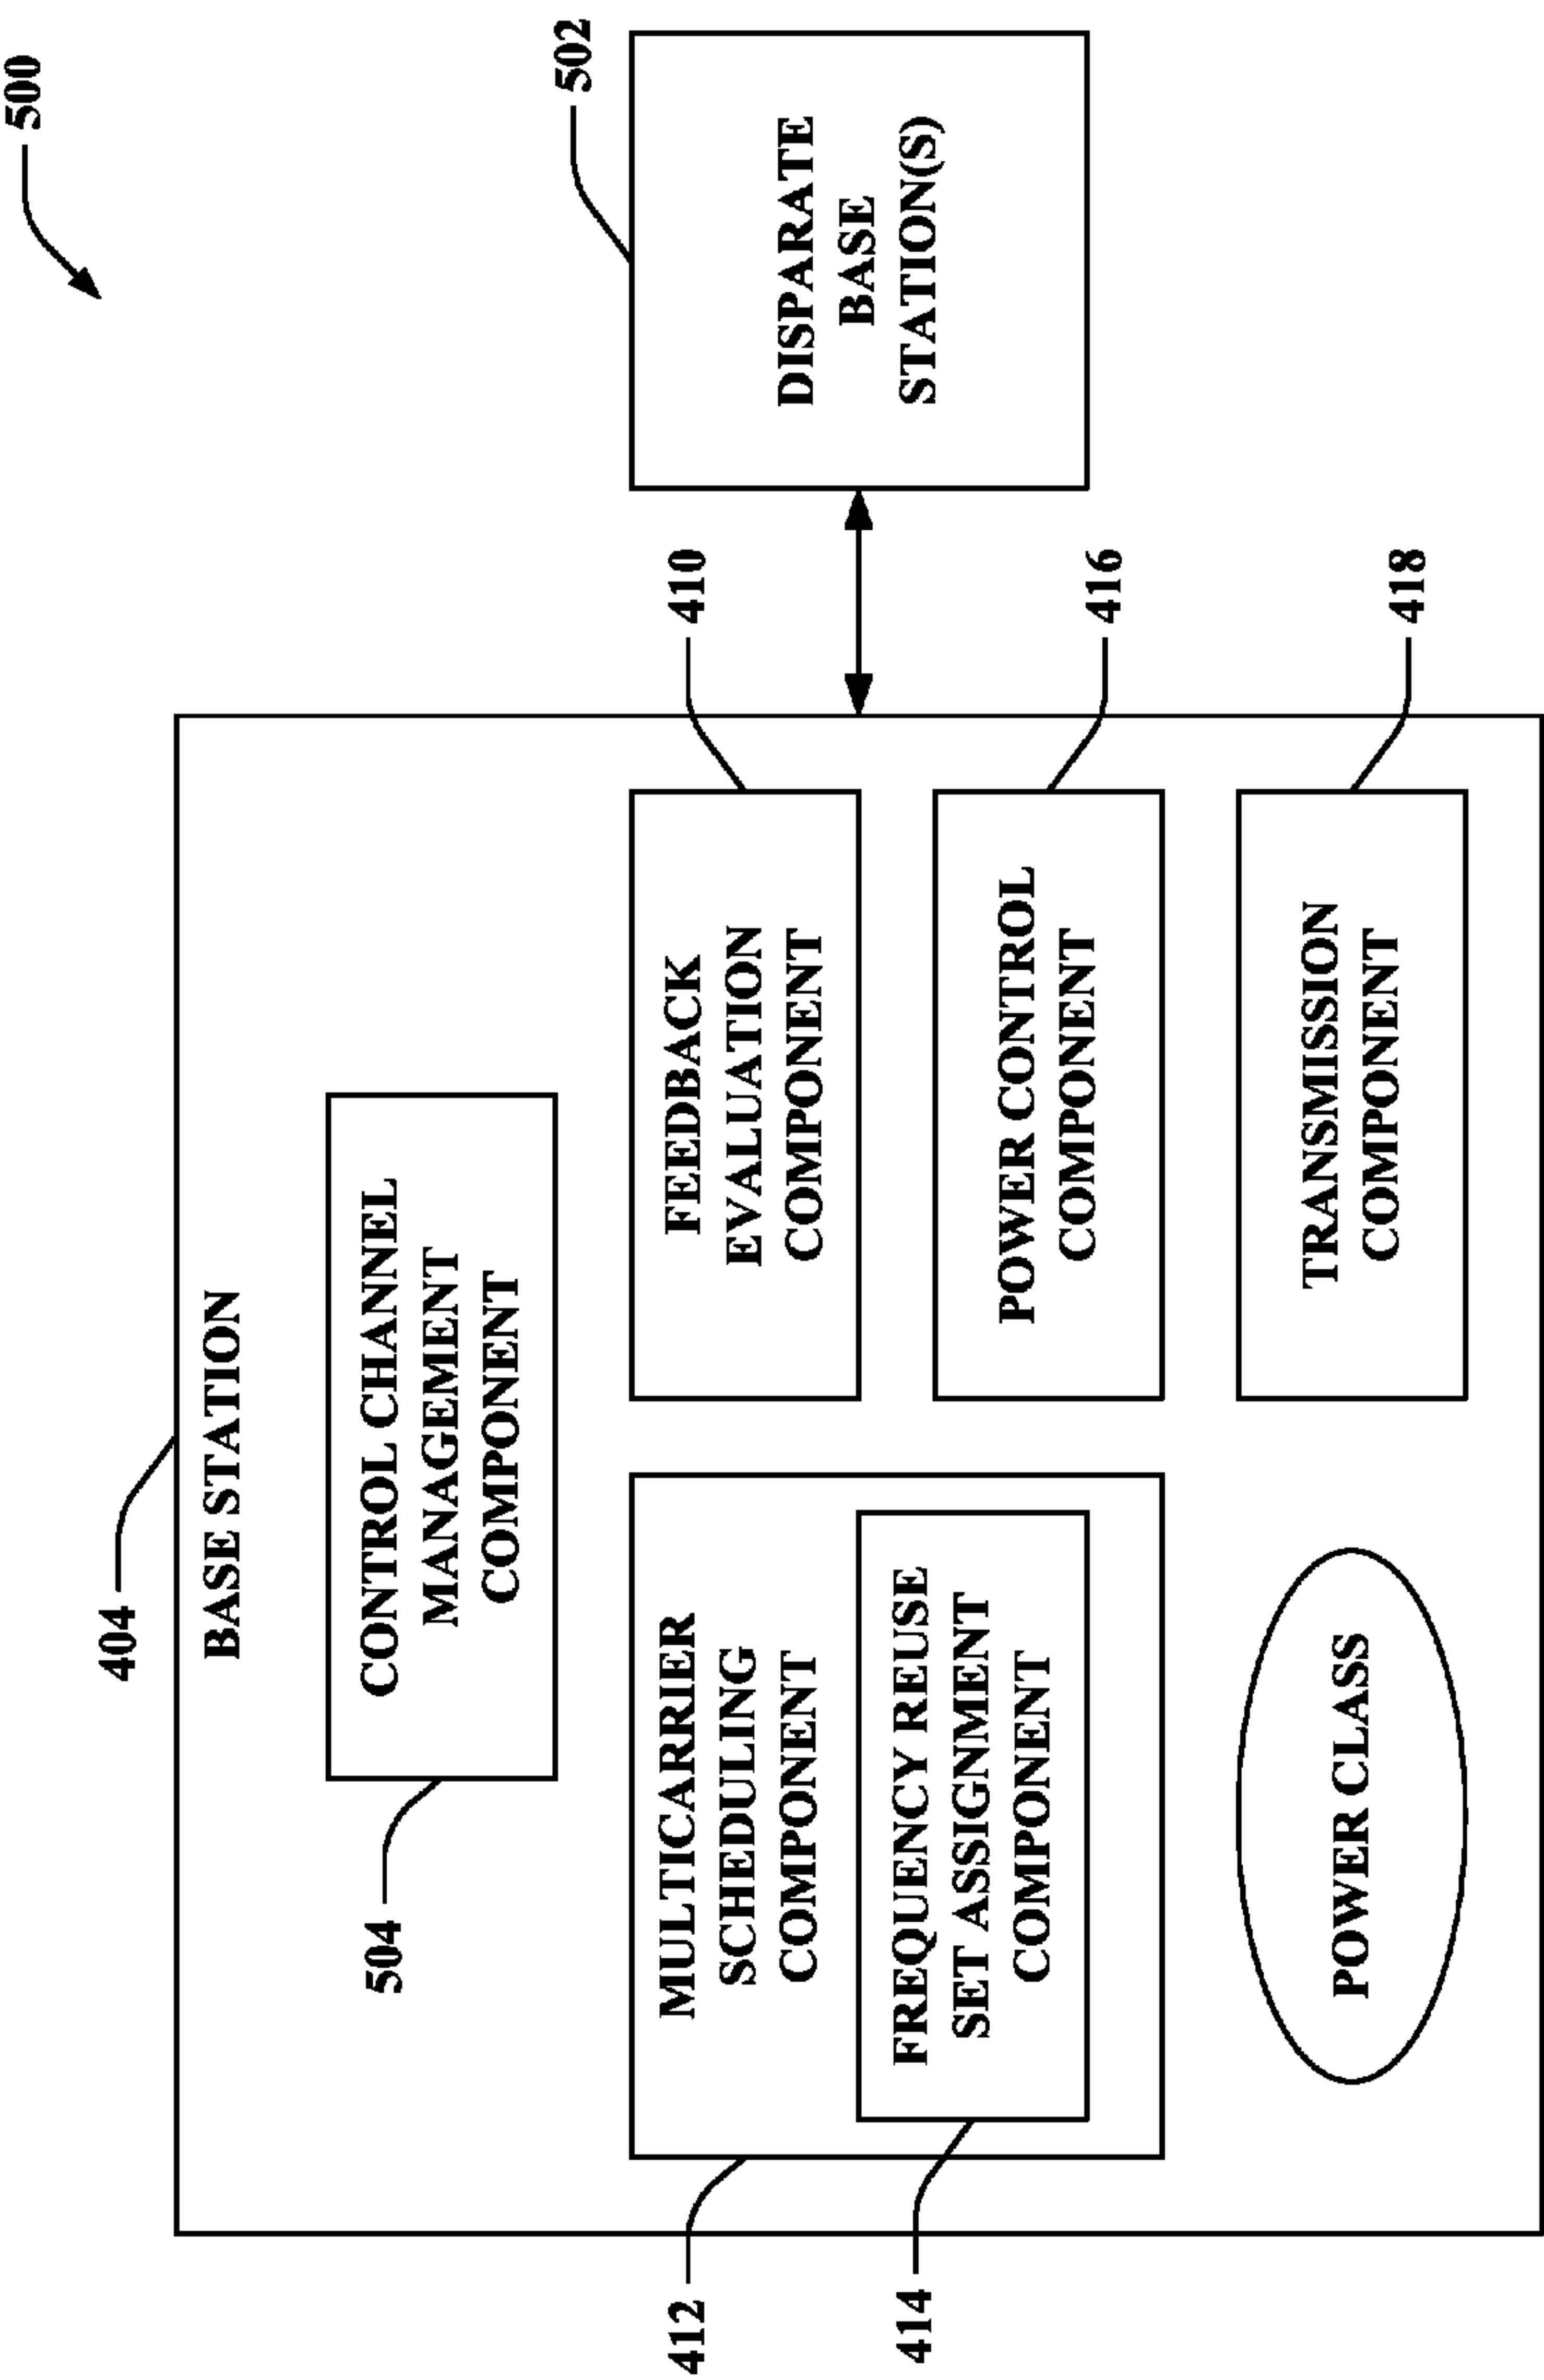 500
404
BASE STATION
504
CONTROL CHANNEL
MANAGEMENT
COMPONENT
502
DISPARATE
BASE
STATION(S)
412
MULTICARRIER
SCHEDULING
COMPONENT
414
FREQUENCY REUSE
SET ASSIGNMENT
COMPONENT
410
FEEDBACK
EVALUATION
COMPONENT
416
POWER CONTROL
COMPONENT
POWER CLASS
418
TRANSMISSION
COMPONENT